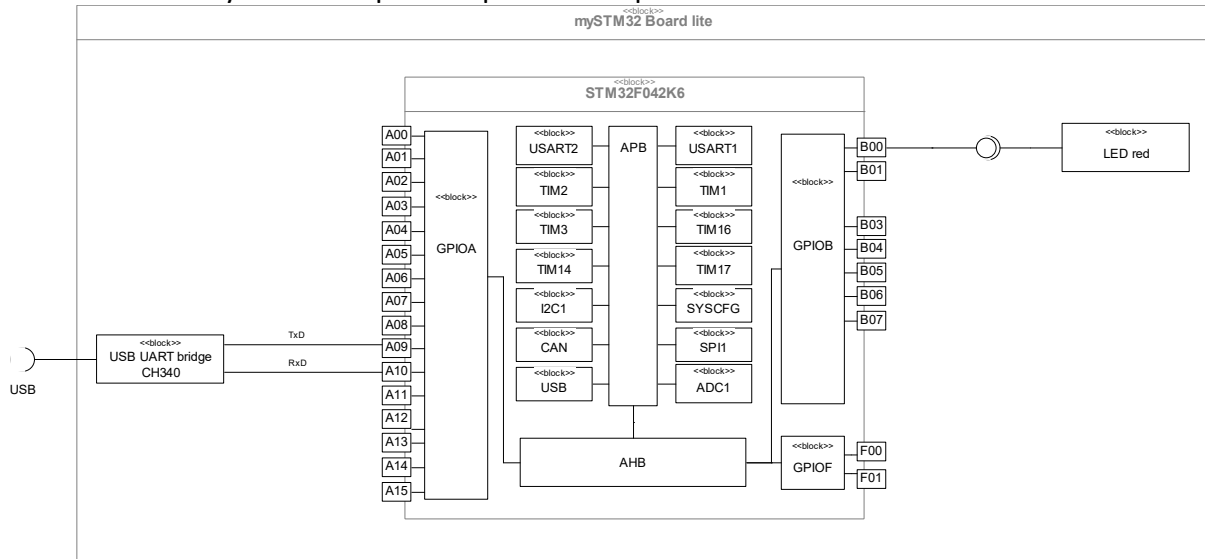 <<block>>
mySTM32 Board lite
<<block>>
STM32F042K6
A00
A01
A02
A03
A04
A05
A06
A07
A08
A09
A10
A11
A12
A13
A14
A15
<<block>>
GPIOA
<<block>>
USART2
<<block>>
TIM2
<<block>>
TIM3
<<block>>
TIM14
<<block>>
I2C1
<<block>>
CAN
<<block>>
USB
APB
<<block>>
USART1
<<block>>
TIM1
<<block>>
TIM16
<<block>>
TIM17
<<block>>
SYSCFG
<<block>>
SPI1
<<block>>
ADC1
AHB
<<block>>
GPIOB
B00
B01
B03
B04
B05
B06
B07
<<block>>
GPIOF
F00
F01
<<block>>
LED red
USB
<<block>>
USB UART bridge
CH340
TxD
RxD